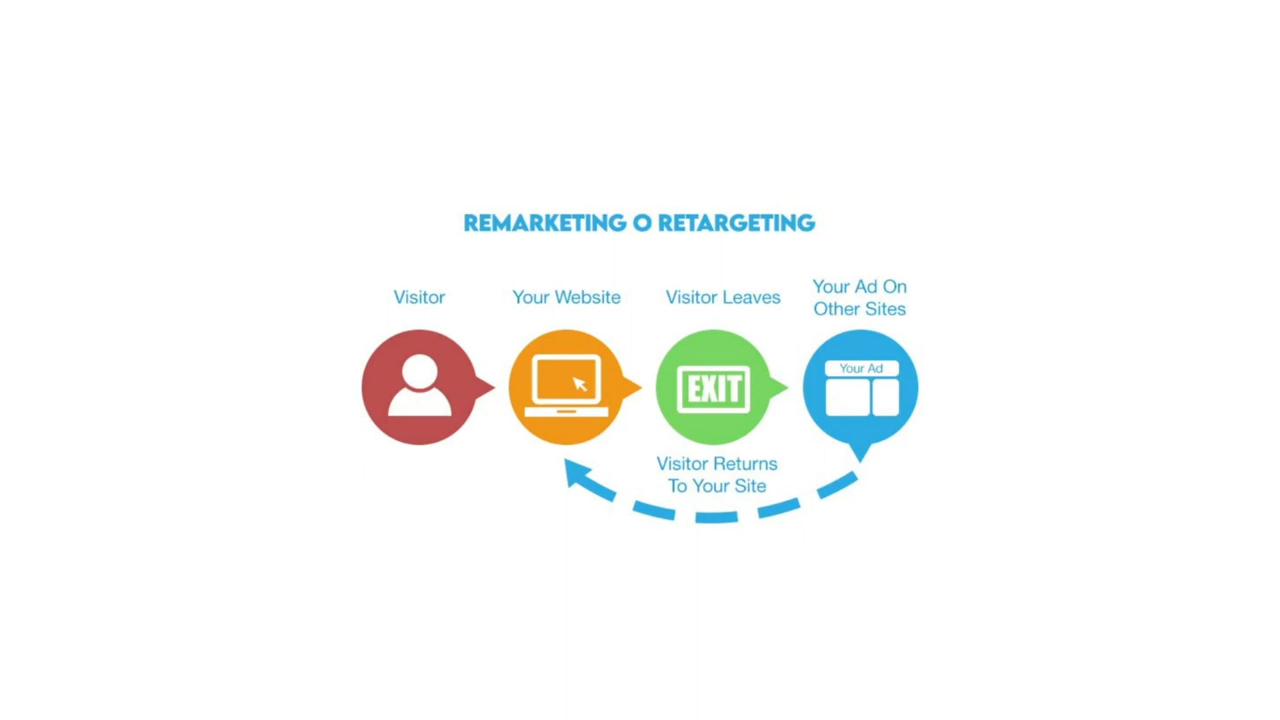 REMARKETING O RETARGETING
Visitor
Your Website
Visitor Leaves
Your Ad On
Other Sites
EXIT
Your Ad
Visitor Returns
To Your Site